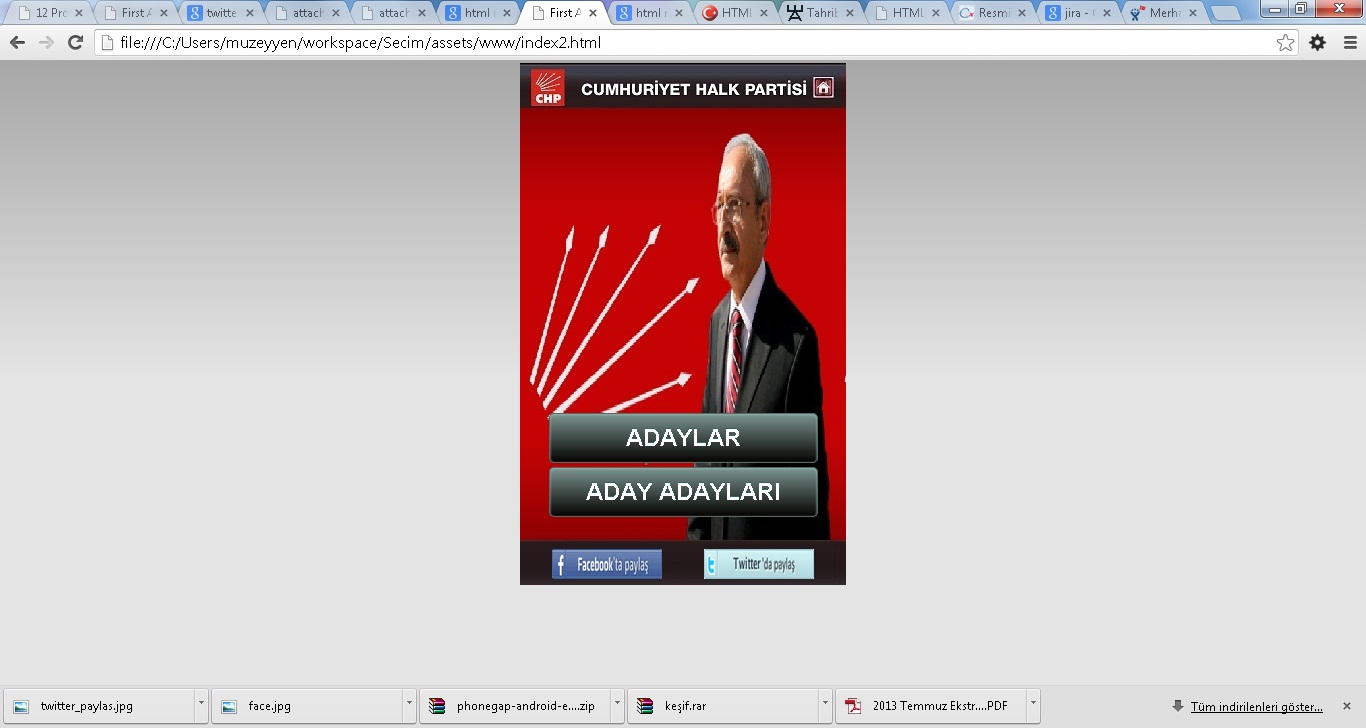 12 Pro
First A
twitte
attach
attach
html
First A
html
HTML
Tahrib
HTML
Resmi
jira -
Merha
file:///C:/Users/muzeyyen/workspace/Secim/assets/www/index2.html
CHP
CUMHURİYET HALK PARTİSİ
ADAYLAR
ADAY ADAYLARI
Facebook'ta paylaş
Twitter'da paylaş
twitter_paylas.jpg
face.jpg
phonegap-android-e....zip
keşif.rar
2013 Temmuz Ekstr....PDF
Tüm indirilenleri göster...